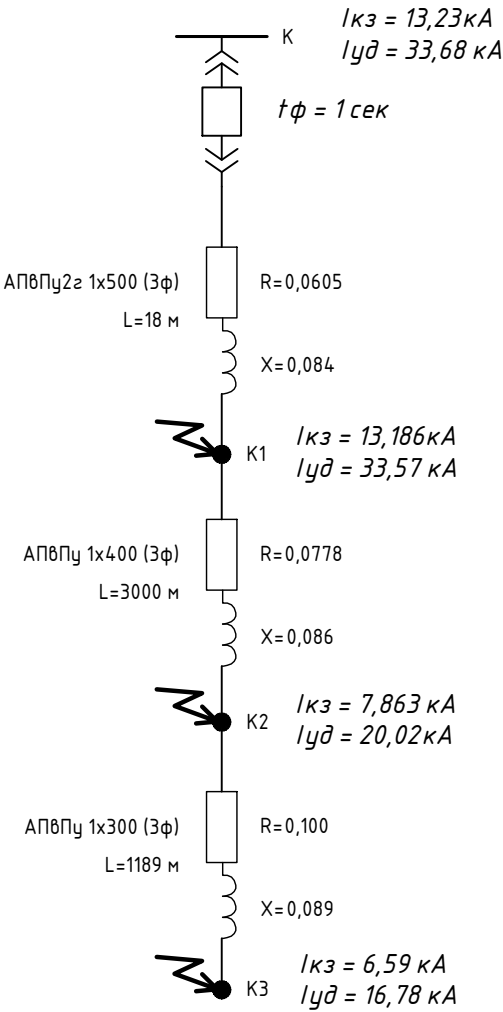 Iкз = 13,23кА
K
Iуд = 33,68 кА
tф = 1 сек
АПвПу2г 1х500 (3ф)
R=0,0605
L=18 м
X=0,084
Iкз = 13,186кА
K1
Iуд = 33,57 кА
АПвПу 1х400 (3ф)
R=0,0778
L=3000 м
X=0,086
Iкз = 7,863 кА
K2
Iуд = 20,02кА
АПвПу 1х300 (3ф)
R=0,100
L=1189 м
X=0,089
Iкз = 6,59 кА
K3
Iуд = 16,78 кА